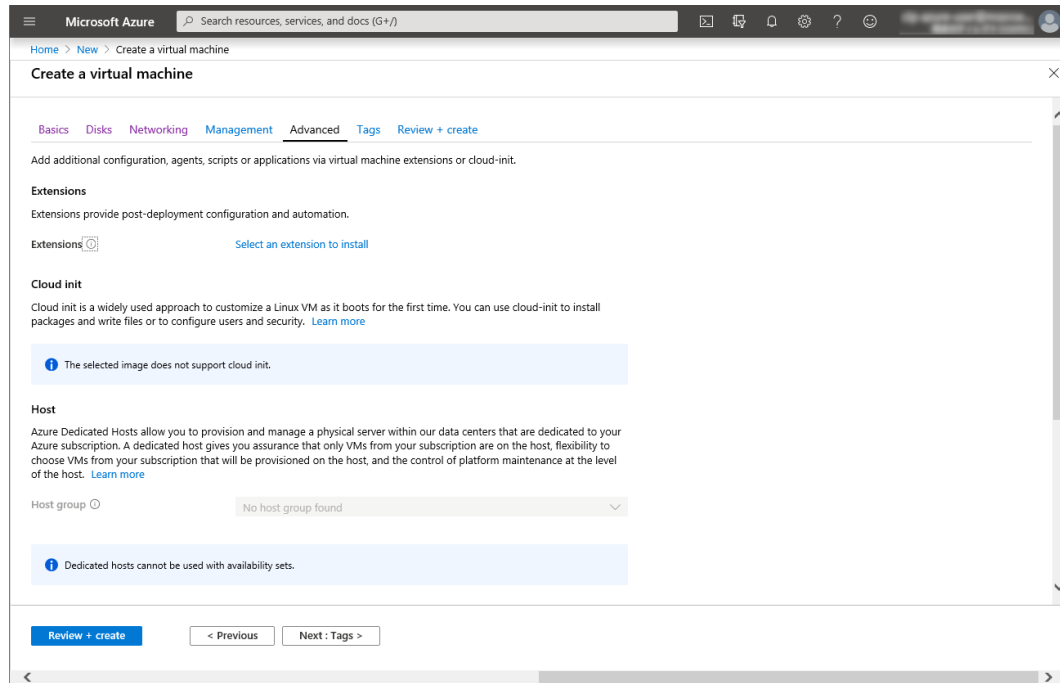 Microsoft Azure
Search resources, services, and docs (G+/)
Home > New > Create a virtual machine
Create a virtual machine
Basics Disks Networking Management Advanced Tags Review + create
Add additional configuration, agents, scripts or applications via virtual machine extensions or cloud-init.
Extensions
Extensions provide post-deployment configuration and automation.
Extensions Select an extension to install
Cloud init
Cloud init is a widely used approach to customize a Linux VM as it boots for the first time. You can use cloud-init to install
packages and write files or to configure users and security. Learn more
The selected image does not support cloud init.
Host
Azure Dedicated Hosts allow you to provision and manage a physical server within our data centers that are dedicated to your
Azure subscription. A dedicated host gives you assurance that only VMs from your subscription are on the host, flexibility to
choose VMs from your subscription that will be provisioned on the host, and the control of platform maintenance at the level
of the host. Learn more
Host group No host group found
Dedicated hosts cannot be used with availability sets.
Review + create < Previous Next : Tags >